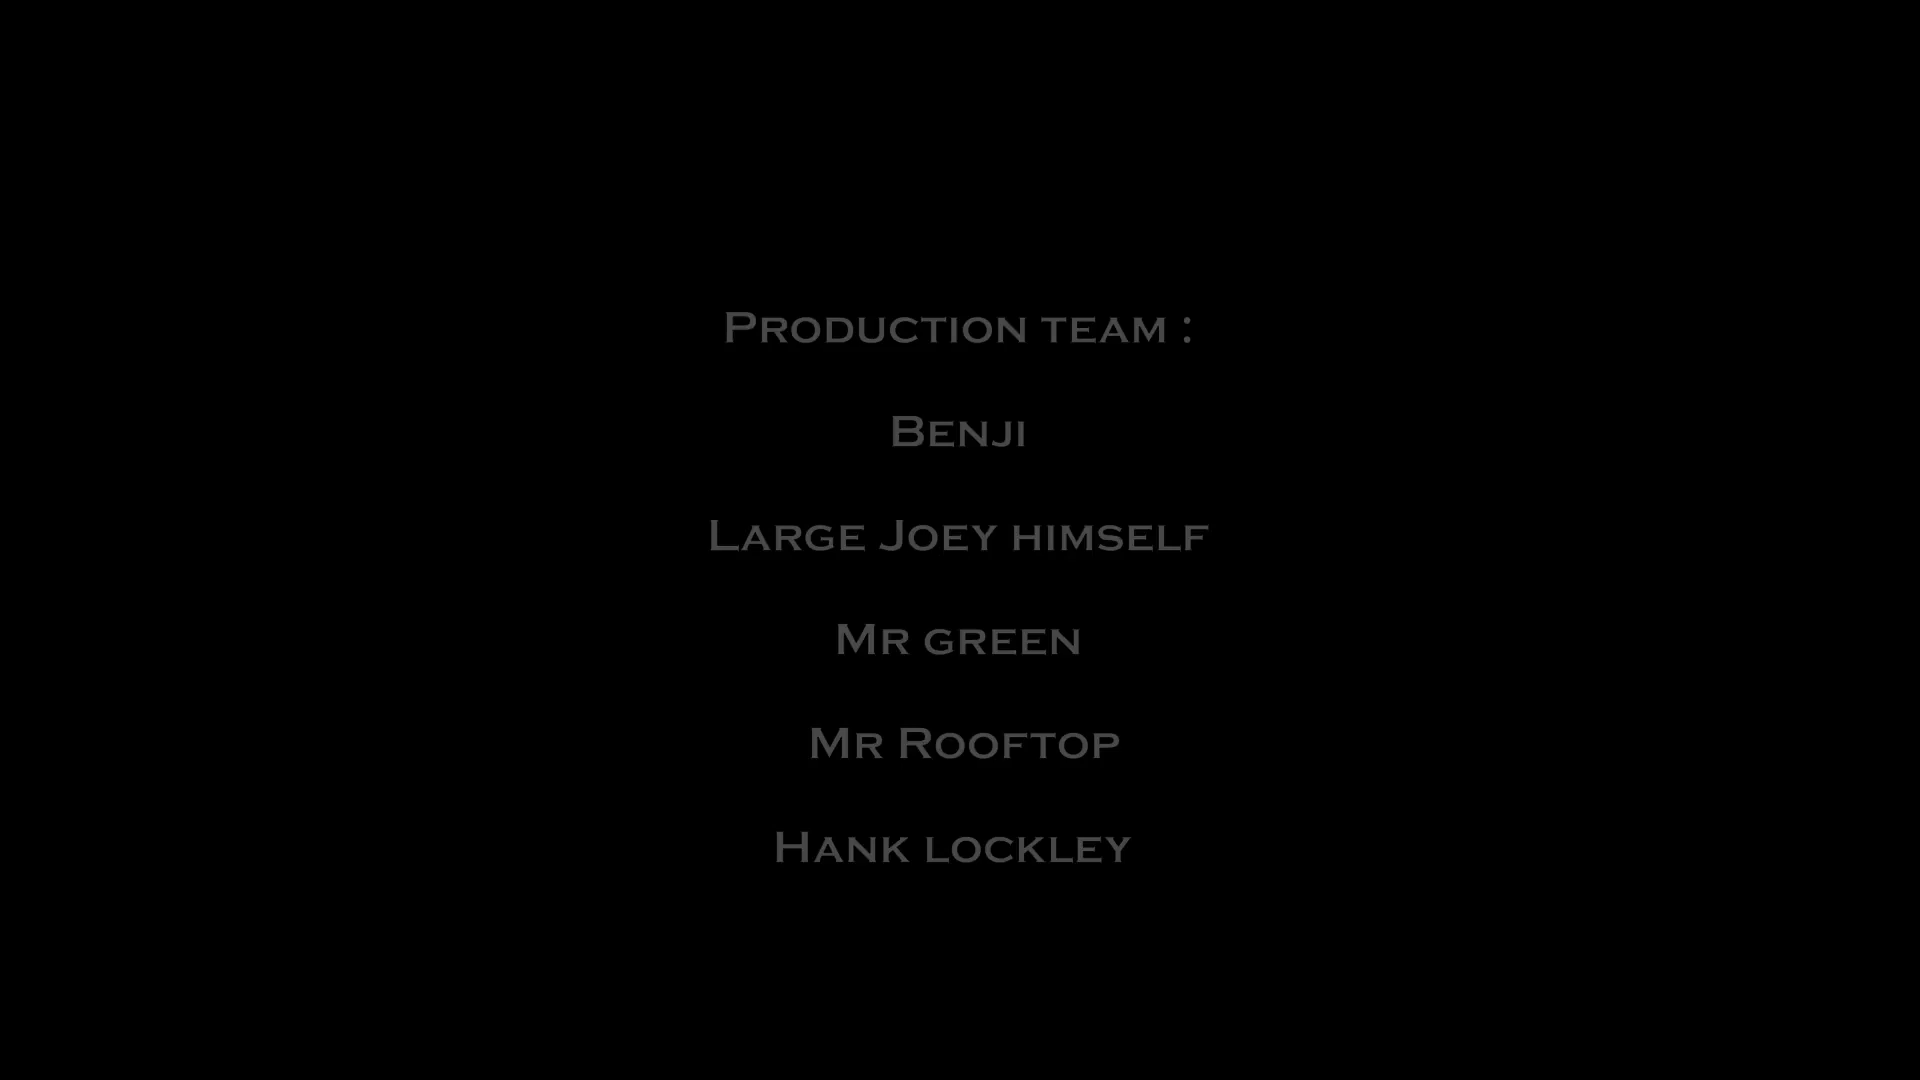 Production team :
Benji
Large Joey himself
Mr green
Mr Rooftop
Hank lockley